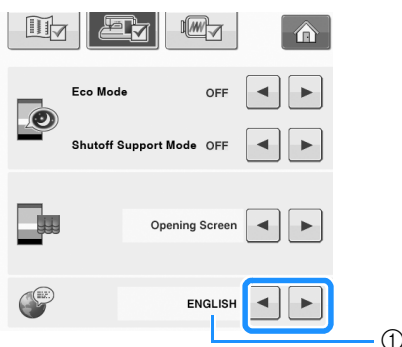 Eco Mode OFF
Shutoff Support Mode OFF
Opening Screen
ENGLISH
①